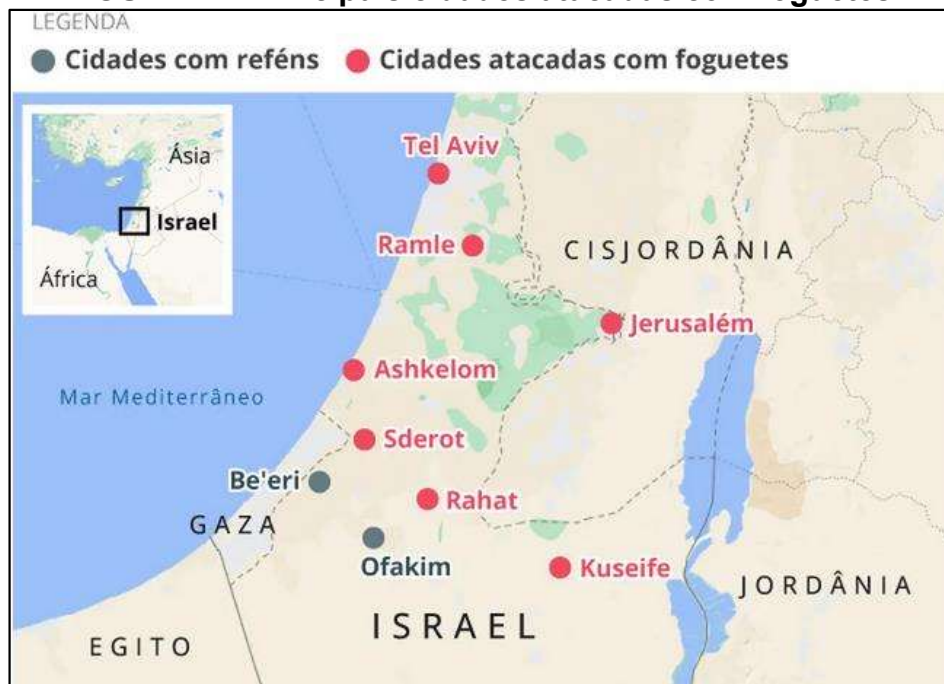 LEGENDA
Cidades com reféns Cidades atacadas com foguetes
Tel Aviv
Ásia
Israel
África
Ramle
CISJORDÂNIA
Jerusalém
Ashkelom
Mar Mediterrâneo
Sderot
Be'eri
Rahat
GAZA
Ofakim
Kuseife
JORDÂNIA
ISRAEL
EGITO